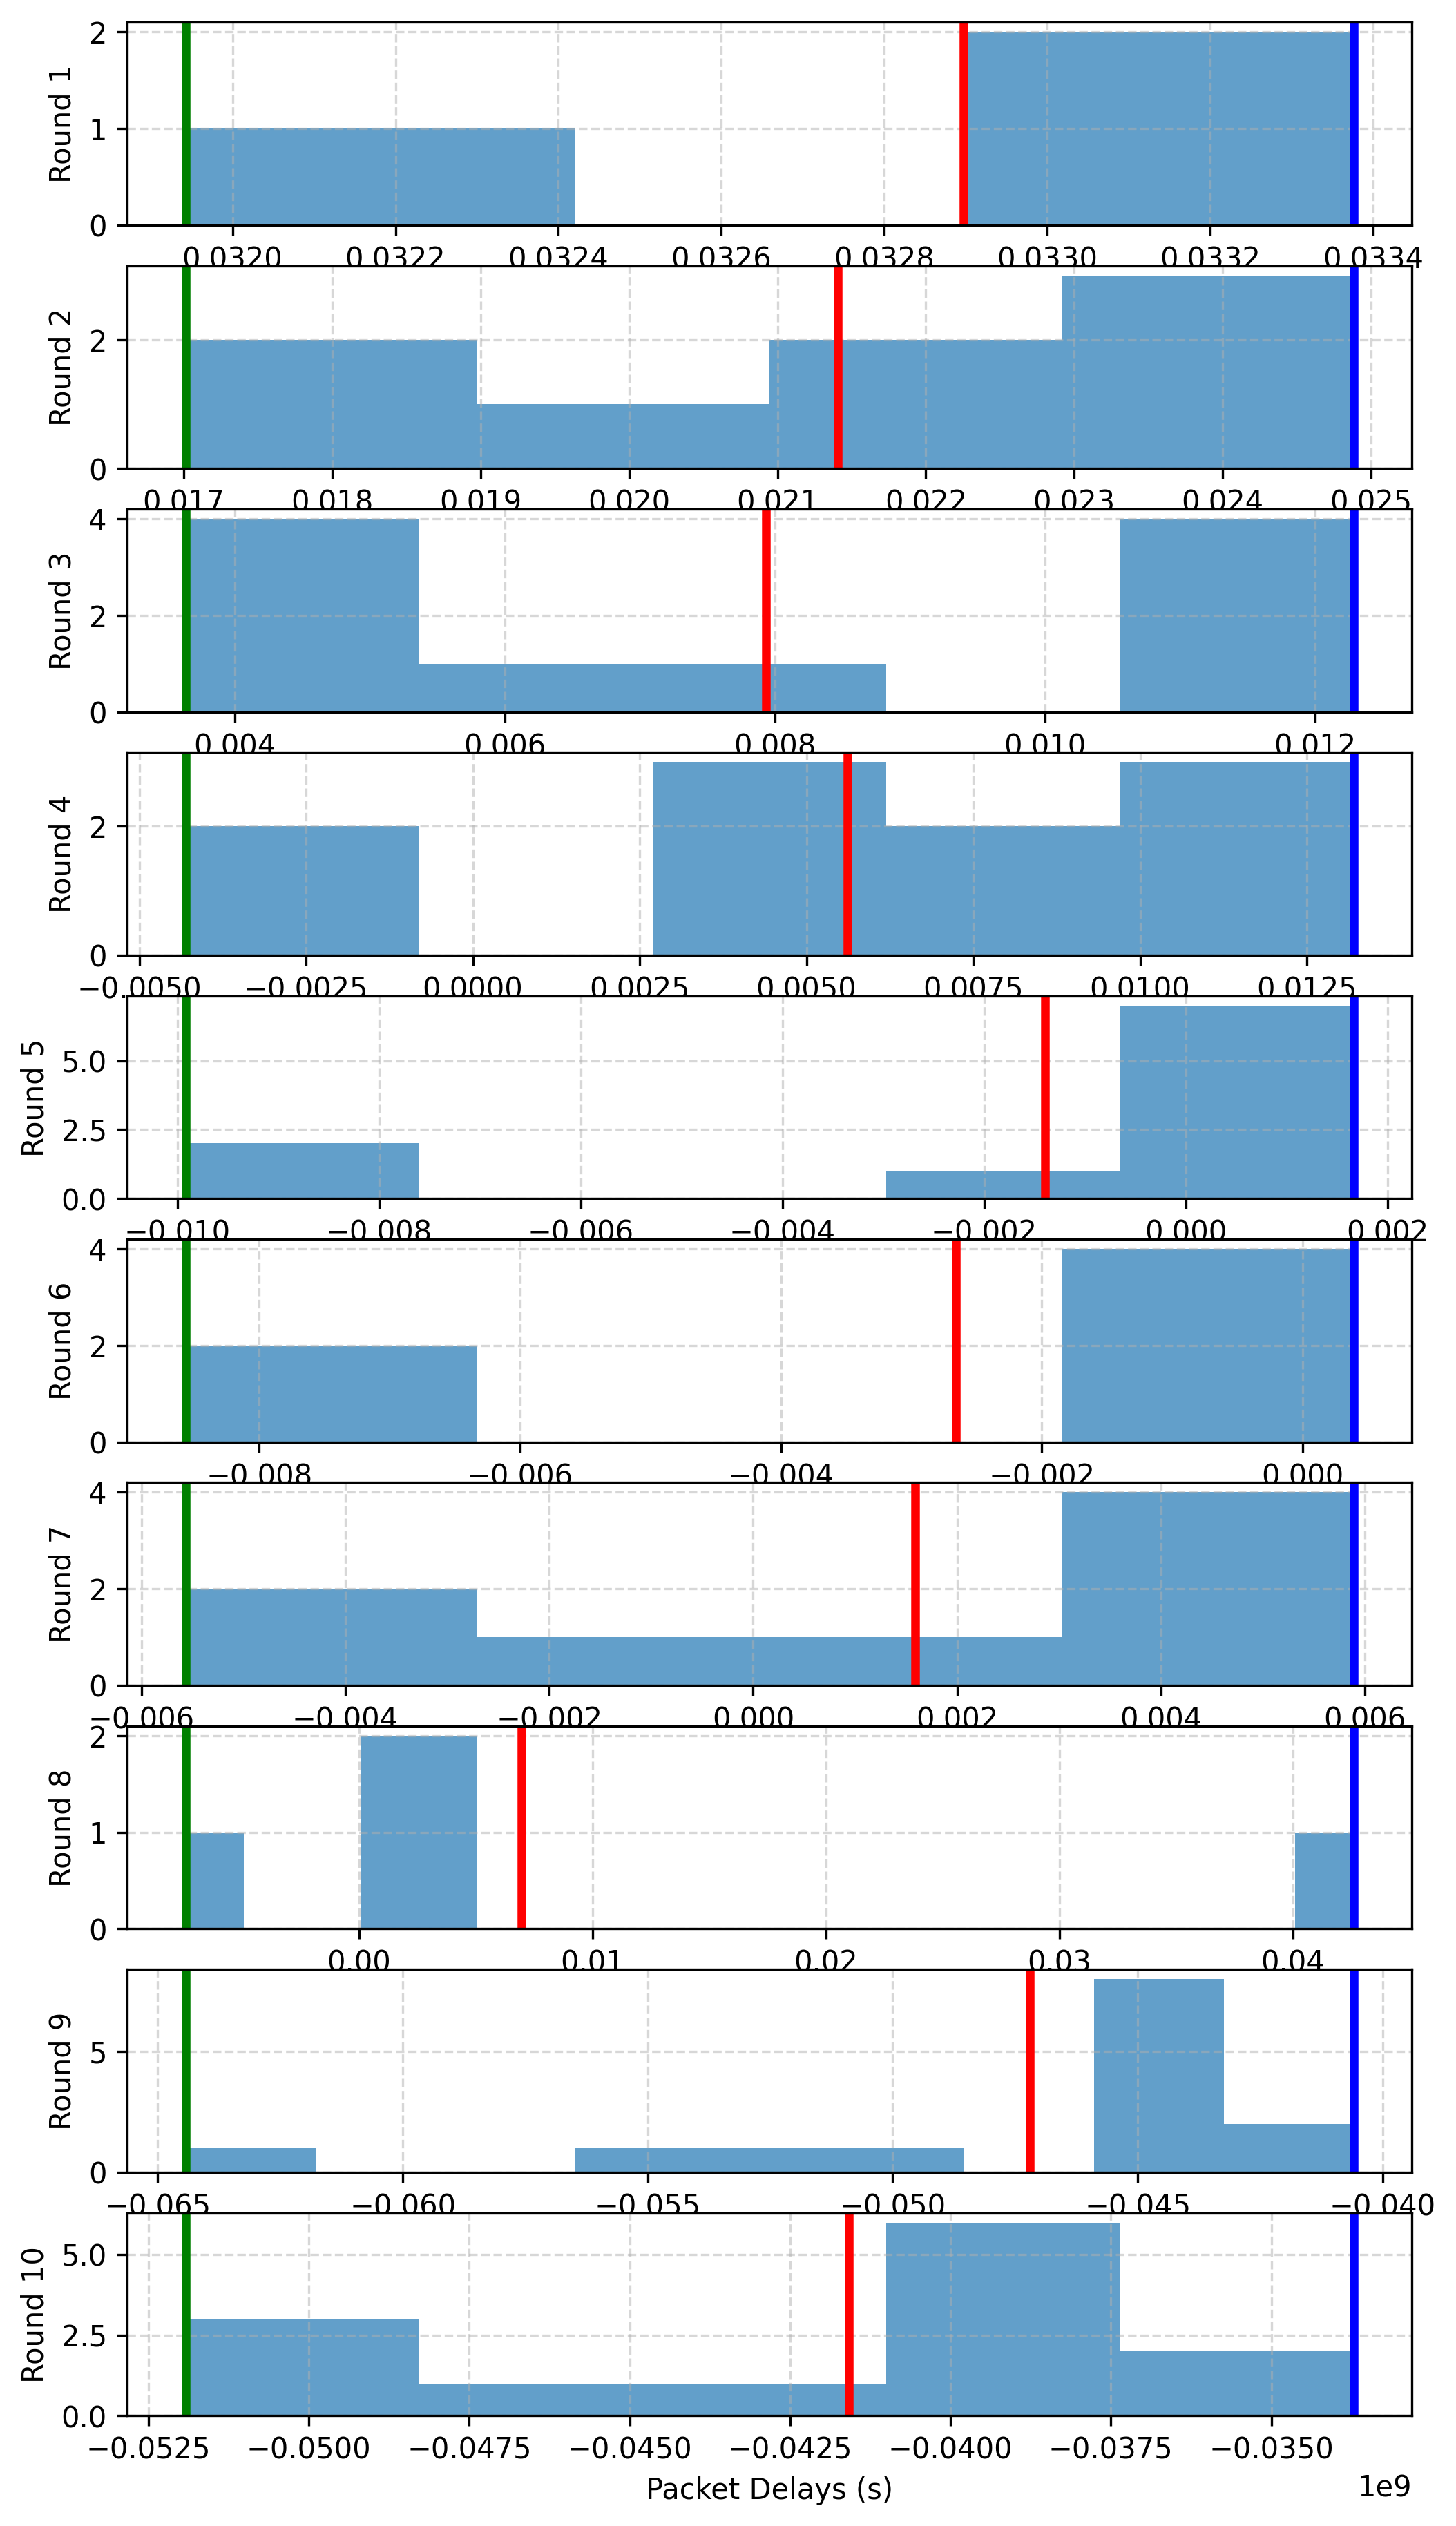 2
1
0
Round 1
0.0320 0.0322 0.0324 0.0326 0.0328 0.0330 0.0332 0.0334
2
0
Round 2
0.017 0.018 0.019 0.020 0.021 0.022 0.023 0.024 0.025
4
2
0
Round 3
0.004 0.006 0.008 0.010 0.012
2
0
Round 4
−0.0050 −0.0025 0.0000 0.0025 0.0050 0.0075 0.0100 0.0125
5.0
2.5
0.0
Round 5
−0.010 −0.008 −0.006 −0.004 −0.002 0.000 0.002
4
2
0
Round 6
−0.008 −0.006 −0.004 −0.002 0.000
4
2
0
Round 7
−0.006 −0.004 −0.002 0.000 0.002 0.004 0.006
2
1
0
Round 8
0.00 0.01 0.02 0.03 0.04
5
0
Round 9
−0.065 −0.060 −0.055 −0.050 −0.045 −0.040
5.0
2.5
0.0
Round 10
−0.0525 −0.0500 −0.0475 −0.0450 −0.0425 −0.0400 −0.0375 −0.0350
Packet Delays (s)
1e9